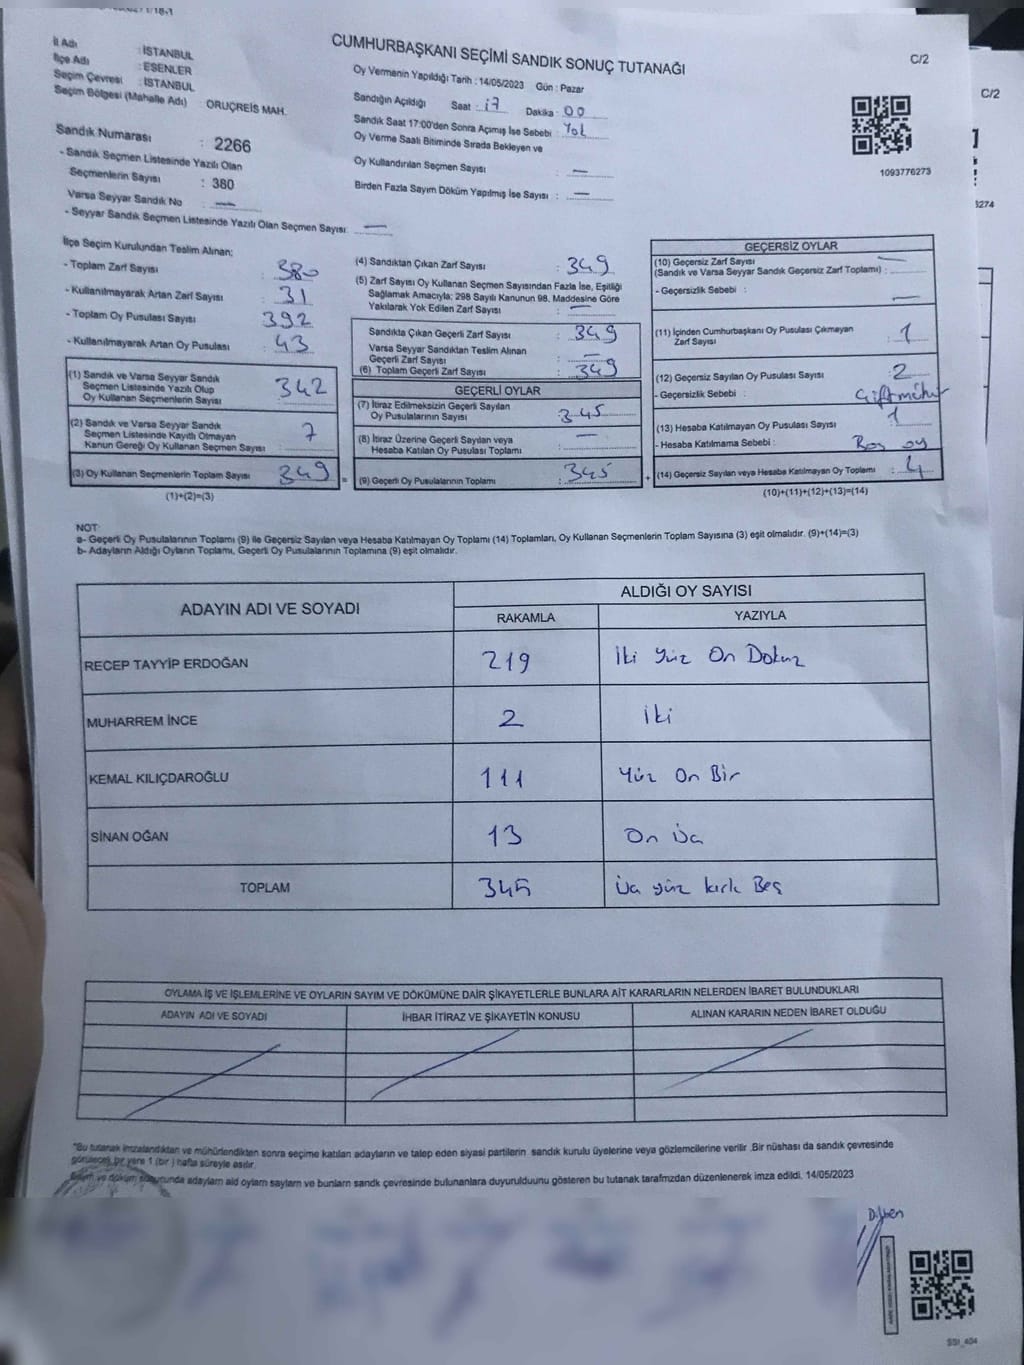 CUMHURBAŞKANI SEÇİMİ SANDIK SONUÇ TUTANAĞI
C/2
C/2
İl Adı : İSTANBUL
İlçe Adı : ESENLER
Seçim Çevresi : İSTANBUL
Seçim Bölgesi (Mahalle Adı) : ORUÇREİS MAH.
Sandık Numarası : 2266
- Sandık Seçmen Listesinde Yazılı Olan
Seçmenlerin Sayısı : 380
Varsa Seyyar Sandık No —
- Seyyar Sandık Seçmen Listesinde Yazılı Olan Seçmen Sayısı: —
Oy Vermenin Yapıldığı Tarih : 14/05/2023 Gün : Pazar
Sandığın Açıldığı Saat : 17 Dakika : 00
Sandık Saat 17:00'den Sonra Açılmış İse Sebebi : Yok
Oy Verme Saati Bitiminde Sırada Bekleyen ve
Oy Kullandırılan Seçmen Sayısı : —
Birden Fazla Sayım Döküm Yapılmış İse Sayısı : —
1093776273
3274
İlçe Seçim Kurulundan Teslim Alınan;
- Toplam Zarf Sayısı : 380
- Kullanılmayarak Artan Zarf Sayısı : 31
- Toplam Oy Pusulası Sayısı : 392
- Kullanılmayarak Artan Oy Pusulası : 43
(1) Sandık ve Varsa Seyyar Sandık
Seçmen Listesinde Yazılı Olup
Oy Kullanan Seçmenlerin Sayısı : 342
(2) Sandık ve Varsa Seyyar Sandık
Seçmen Listesinde Kayıtlı Olmayan
Kanun Gereği Oy Kullanan Seçmen Sayısı : 7
(3) Oy Kullanan Seçmenlerin Toplam Sayısı : 349
(1)+(2)=(3)
(4) Sandıktan Çıkan Zarf Sayısı : 349
(5) Zarf Sayısı Oy Kullanan Seçmen Sayısından Fazla İse, Eşitliği
Sağlamak Amacıyla; 298 Sayılı Kanunun 98. Maddesine Göre
Yakılarak Yok Edilen Zarf Sayısı : —
Sandıkta Çıkan Geçerli Zarf Sayısı : 349
Varsa Seyyar Sandıktan Teslim Alınan
Geçerli Zarf Sayısı : —
(6) Toplam Geçerli Zarf Sayısı : 349
GEÇERLİ OYLAR
(7) İtiraz Edilmeksizin Geçerli Sayılan
Oy Pusulalarının Sayısı : 345
(8) İtiraz Üzerine Geçerli Sayılan veya
Hesaba Katılan Oy Pusulası Toplamı : —
= (9) Geçerli Oy Pusulalarının Toplamı : 345 +
GEÇERSİZ OYLAR
(10) Geçersiz Zarf Sayısı —
(Sandık ve Varsa Seyyar Sandık Geçersiz Zarf Toplamı) :
- Geçersizlik Sebebi : —
(11) İçinden Cumhurbaşkanı Oy Pusulası Çıkmayan
Zarf Sayısı : 1
(12) Geçersiz Sayılan Oy Pusulası Sayısı : 2
- Geçersizlik Sebebi : Çift mühür
(13) Hesaba Katılmayan Oy Pusulası Sayısı : 1
- Hesaba Katılmama Sebebi : Boş oy
(14) Geçersiz Sayılan veya Hesaba Katılmayan Oy Toplamı : 4
(10)+(11)+(12)+(13)=(14)
NOT:
a- Geçerli Oy Pusulalarının Toplamı (9) ile Geçersiz Sayılan veya Hesaba Katılmayan Oy Toplamı (14) Toplamları, Oy Kullanan Seçmenlerin Toplam Sayısına (3) eşit olmalıdır. (9)+(14)=(3)
b- Adayların Aldığı Oyların Toplamı, Geçerli Oy Pusulalarının Toplamına (9) eşit olmalıdır.
ADAYIN ADI VE SOYADI ALDIĞI OY SAYISI
RAKAMLA YAZIYLA
RECEP TAYYİP ERDOĞAN 219 İki yüz On Dokuz
MUHARREM İNCE 2 İki
KEMAL KILIÇDAROĞLU 111 Yüz On Bir
SİNAN OĞAN 13 On Üç
TOPLAM 345 Üç yüz kırk Beş
OYLAMA İŞ VE İŞLEMLERİNE VE OYLARIN SAYIM VE DÖKÜMÜNE DAİR ŞİKAYETLERLE BUNLARA AİT KARARLARIN NELERDEN İBARET BULUNDUKLARI
ADAYIN ADI VE SOYADI İHBAR İTİRAZ VE ŞİKAYETİN KONUSU ALINAN KARARIN NEDEN İBARET OLDUĞU
"Bu tutanak imzalandıktan ve mühürlendikten sonra seçime katılan adayların ve talep eden siyasi partilerin sandık kurulu üyelerine veya gözlemcilerine verilir .Bir nüshası da sandık çevresinde
görülecek bir yere 1 (bir ) hafta süreyle asılır.
ve döküm sonucunda adayların ald oyların sayların ve bunların sandk çevresinde bulunanlara duyurulduunu gösteren bu tutanak tarafmzdan düzenlenerek imza edildi. 14/05/2023
SSİ_404